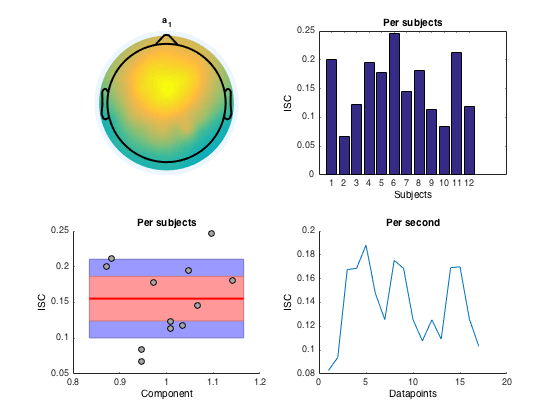 a1
Per subjects
0.25
0.2
0.15
0.1
0.05
0
ISC
1 2 3 4 5 6 7 8 9 10 11 12
Subjects
Per subjects
0.25
0.2
0.15
0.1
0.05
ISC
0.8 0.9 1 1.1 1.2
Component
Per second
0.2
0.18
0.16
0.14
0.12
0.1
0.08
ISC
0 5 10 15 20
Datapoints